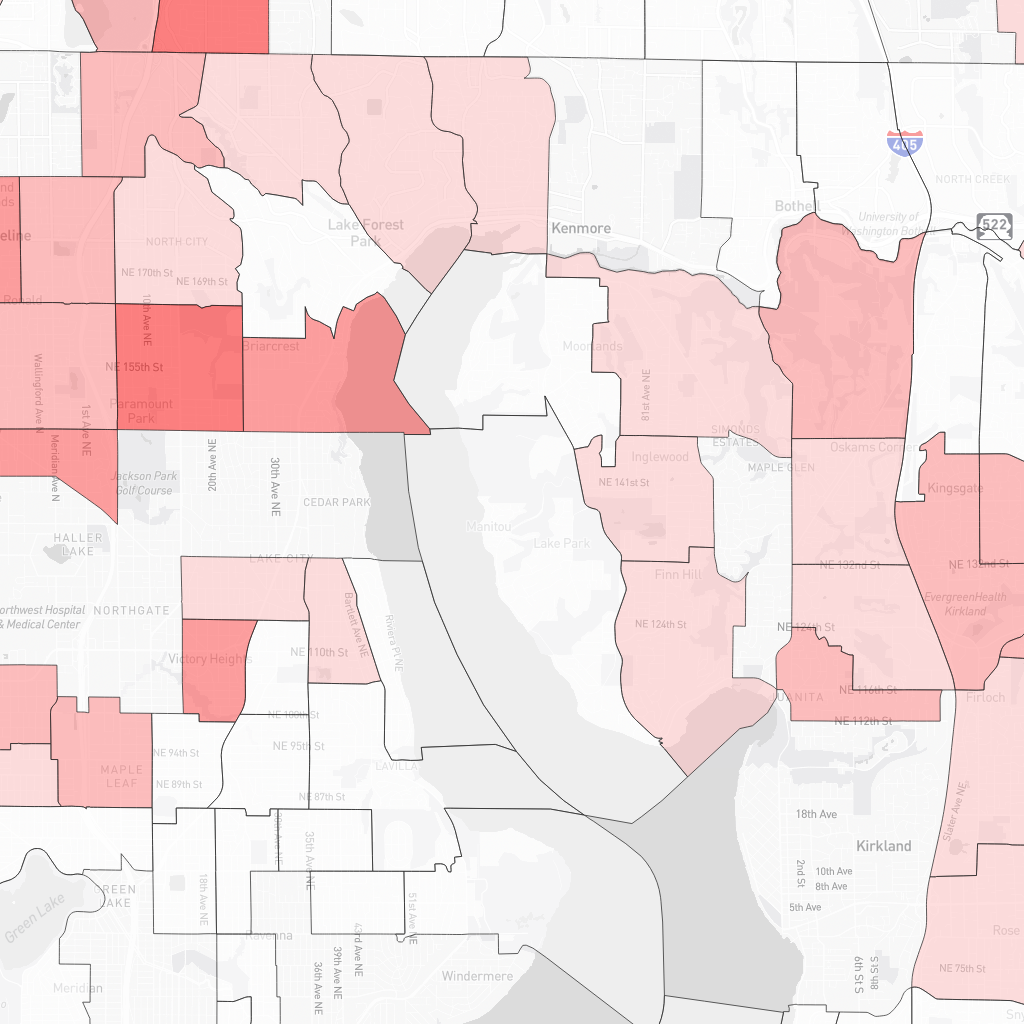 405
NORTH CREEK
Bothell
University of
Washington Bothell
522
Lake Forest
Park
Kenmore
NORTH CITY
NE 170th St
NE 169th St
eline
nd
ds
Ronald
10th Ave NE
Briarcrest
NE 155th St
Wallingford Ave N
1st Ave NE
Meridian Ave N
Paramount
Park
Moorlands
81st Ave NE
SIMONDS
ESTATES
MAPLE GLEN
Oskams Corner
Inglewood
NE 141st St
Kingsgate
Jackson Park
Golf Course
20th Ave NE
30th Ave NE
CEDAR PARK
Manitou
Lake Park
HALLER
LAKE
LAKE CITY
Finn Hill
NE 132nd St
NE 132nd St
EvergreenHealth
Kirkland
orthwest Hospital
& Medical Center
NORTHGATE
Bartlett Ave NE
Riviera Pl NE
NE 124th St
NE 124th St
Victory Heights
NE 110th St
JUANITA
NE 116th St
NE 112th St
Firloch
NE 100th St
NE 94th St
NE 95th St
LAVILLA
MAPLE
LEAF
NE 89th St
NE 87th St
18th Ave
Slater Ave NE
Kirkland
35th Ave NE
2nd St
10th Ave
8th Ave
5th Ave
GREEN
LAKE
Green Lake
18th Ave NE
51st Ave NE
43rd Ave NE
Ravenna
39th Ave NE
36th Ave NE
Windermere
Meridian
6th St S
8th St S
Rose
NE 75th St
Sny